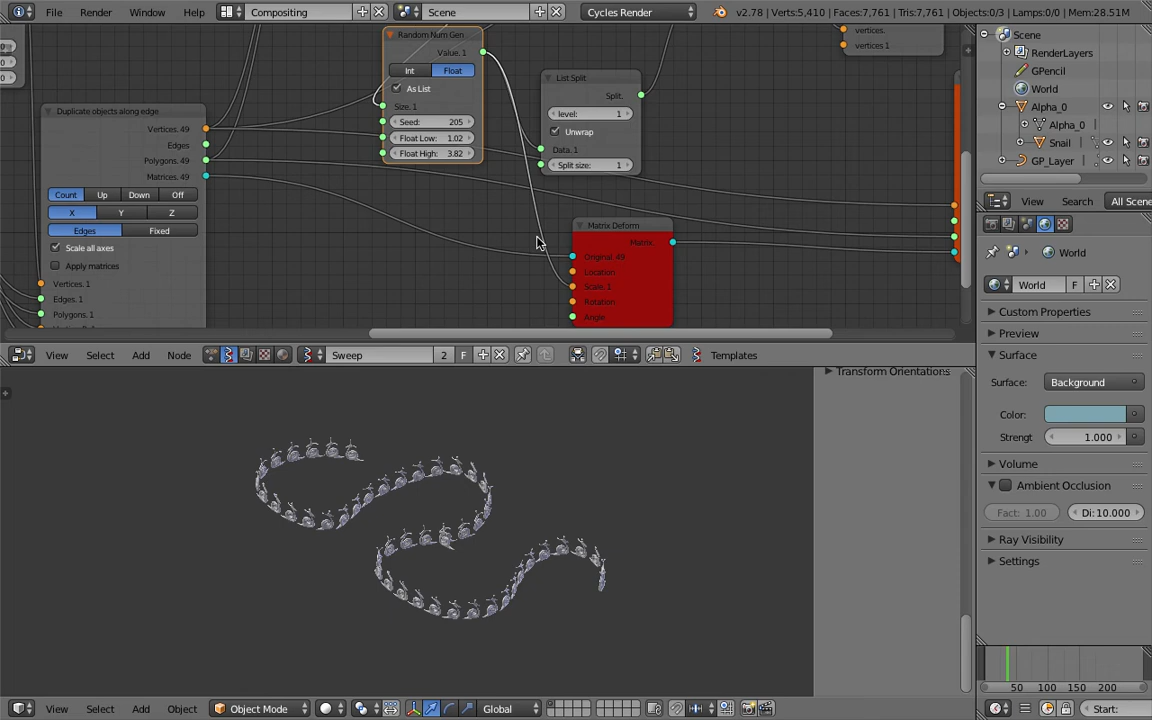 File Render Window Help Compositing Scene Cycles Render v2.78 | Verts:5,410 | Faces:7,761 | Tris:7,761 | Objects:0/3 | Lamps:0/0 | Mem:28.51M
Random Num Gen
Value. 1
Int Float
As List
Size. 1
Seed: 205
Float Low: 1.02
Float High: 3.82
List Split
Split.
level: 1
Unwrap
Data. 1
Split size: 1
vertices.
vertices 1
Duplicate objects along edge
Vertices. 49
Edges
Polygons. 49
Matrices. 49
Count Up Down Off
X Y Z
Edges Fixed
Scale all axes
Apply matrices
Vertices. 1
Edges. 1
Polygons. 1
Matrix Deform
Matrix.
Original. 49
Location
Scale. 1
Rotation
Angle
View Select Add Node Sweep 2 F Templates
Transform Orientations
View Select Add Object Object Mode Global
Scene
RenderLayers
GPencil
World
Alpha_0
Alpha_0
Snail
GP_Layer
View Search All Scene
World
World F
Custom Properties
Preview
Surface
Surface: Background
Color:
Strengt 1.000
Volume
Ambient Occlusion
Fact: 1.00 Di:10.000
Ray Visibility
Settings
50 100 150 200
Start: